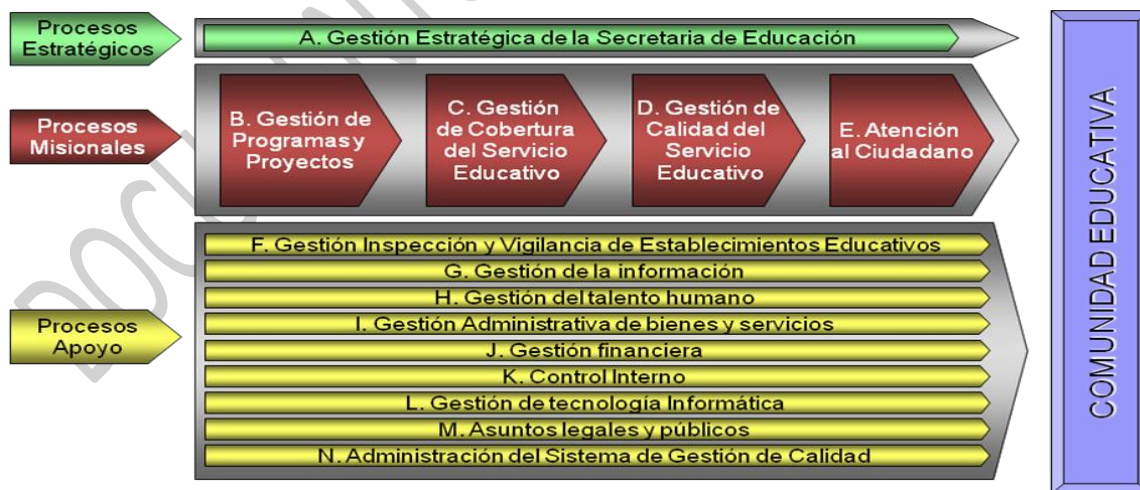 Procesos
Estratégicos
A. Gestión Estratégica de la Secretaria de Educación
Procesos
Misionales
B. Gestión de
Programas y
Proyectos
C. Gestión
de Cobertura
del Servicio
Educativo
D. Gestión de
Calidad del
Servicio
Educativo
E. Atención
al Ciudadano
Procesos
Apoyo
F. Gestión Inspección y Vigilancia de Establecimientos Educativos
G. Gestión de la información
H. Gestión del talento humano
I. Gestión Administrativa de bienes y servicios
J. Gestión financiera
K. Control Interno
L. Gestión de tecnología Informática
M. Asuntos legales y públicos
N. Administración del Sistema de Gestión de Calidad
COMUNIDAD EDUCATIVA